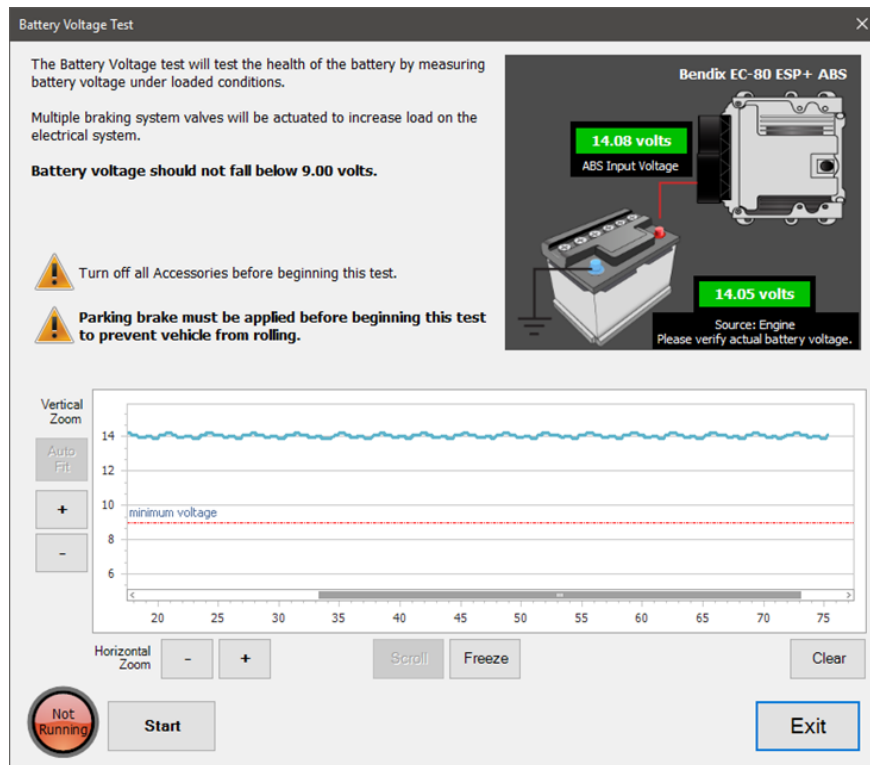 Battery Voltage Test
The Battery Voltage test will test the health of the battery by measuring
battery voltage under loaded conditions.
Multiple braking system valves will be actuated to increase load on the
electrical system.
Battery voltage should not fall below 9.00 volts.
Turn off all Accessories before beginning this test.
Parking brake must be applied before beginning this test
to prevent vehicle from rolling.
Bendix EC-80 ESP+ ABS
14.08 volts
ABS Input Voltage
14.05 volts
Source: Engine
Please verify actual battery voltage.
Vertical
Zoom
Auto
Fit
+
-
14
12
10
8
6
minimum voltage
20 25 30 35 40 45 50 55 60 65 70 75
Horizontal
Zoom
-
+
Scroll
Freeze
Clear
Not
Running
Start
Exit